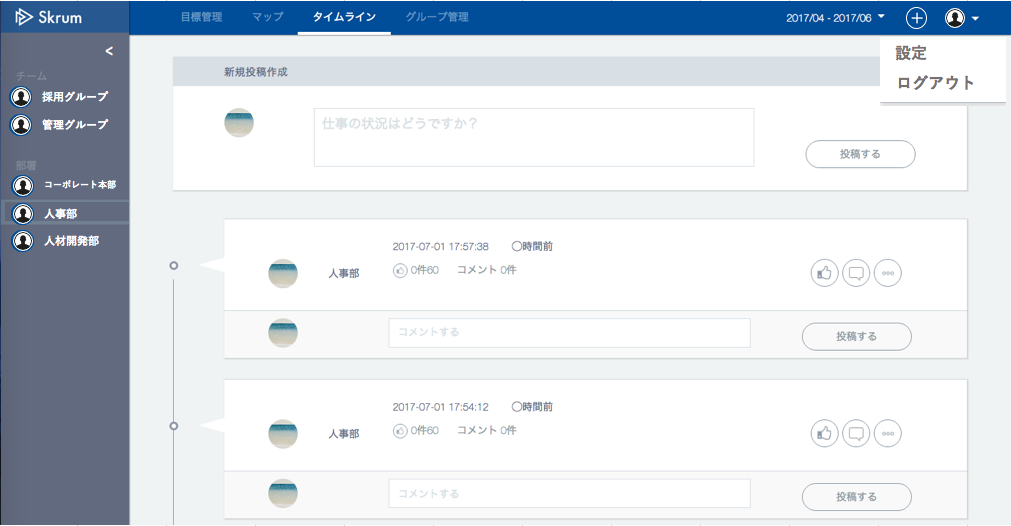 Skrum
目標管理 マップ タイムライン グループ管理 2017/04 - 2017/06
設定
ログアウト
<
チーム
採用グループ
管理グループ
部署
コーポレート本部
人事部
人材開発部
新規投稿作成
仕事の状況はどうですか？
投稿する
2017-07-01 17:57:38 〇時間前
人事部
0件60 コメント 0件
コメントする
投稿する
2017-07-01 17:54:12 〇時間前
人事部
0件60 コメント 0件
コメントする
投稿する